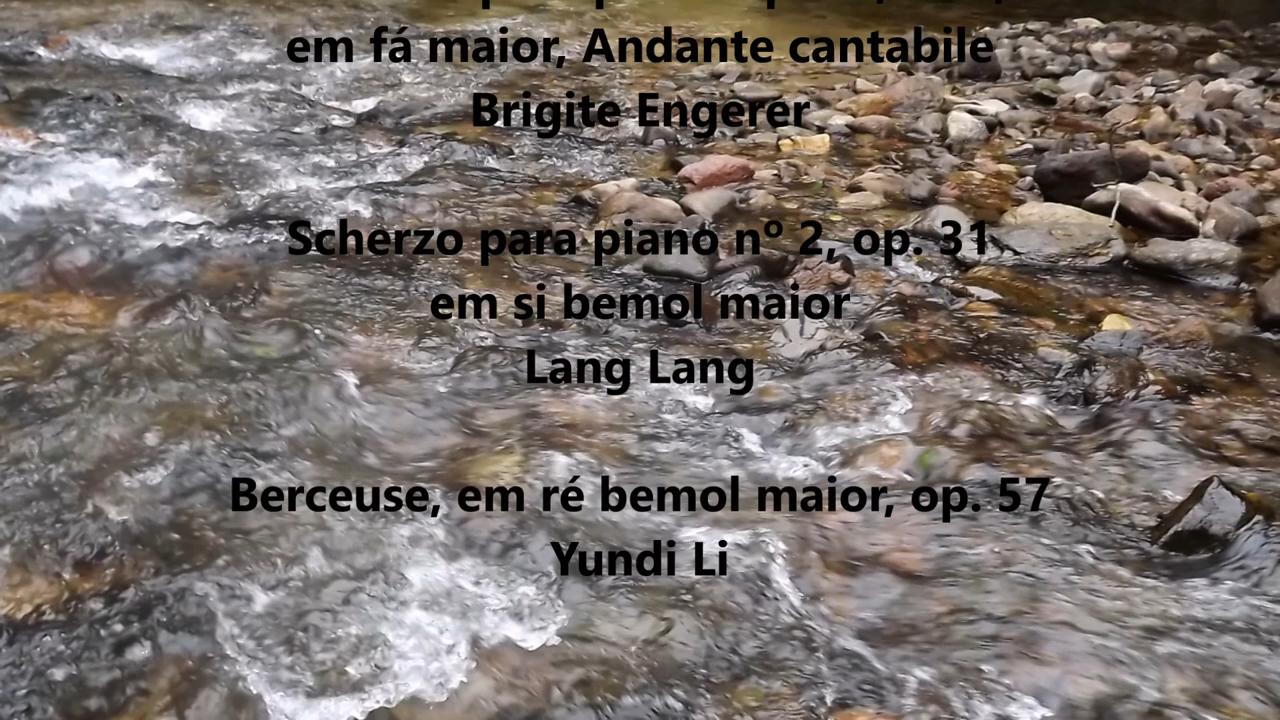 em fá maior, Andante cantabile
Brigite Engerer
Scherzo para piano nº 2, op. 31
em si bemol maior
Lang Lang
Berceuse, em ré bemol maior, op. 57
Yundi Li